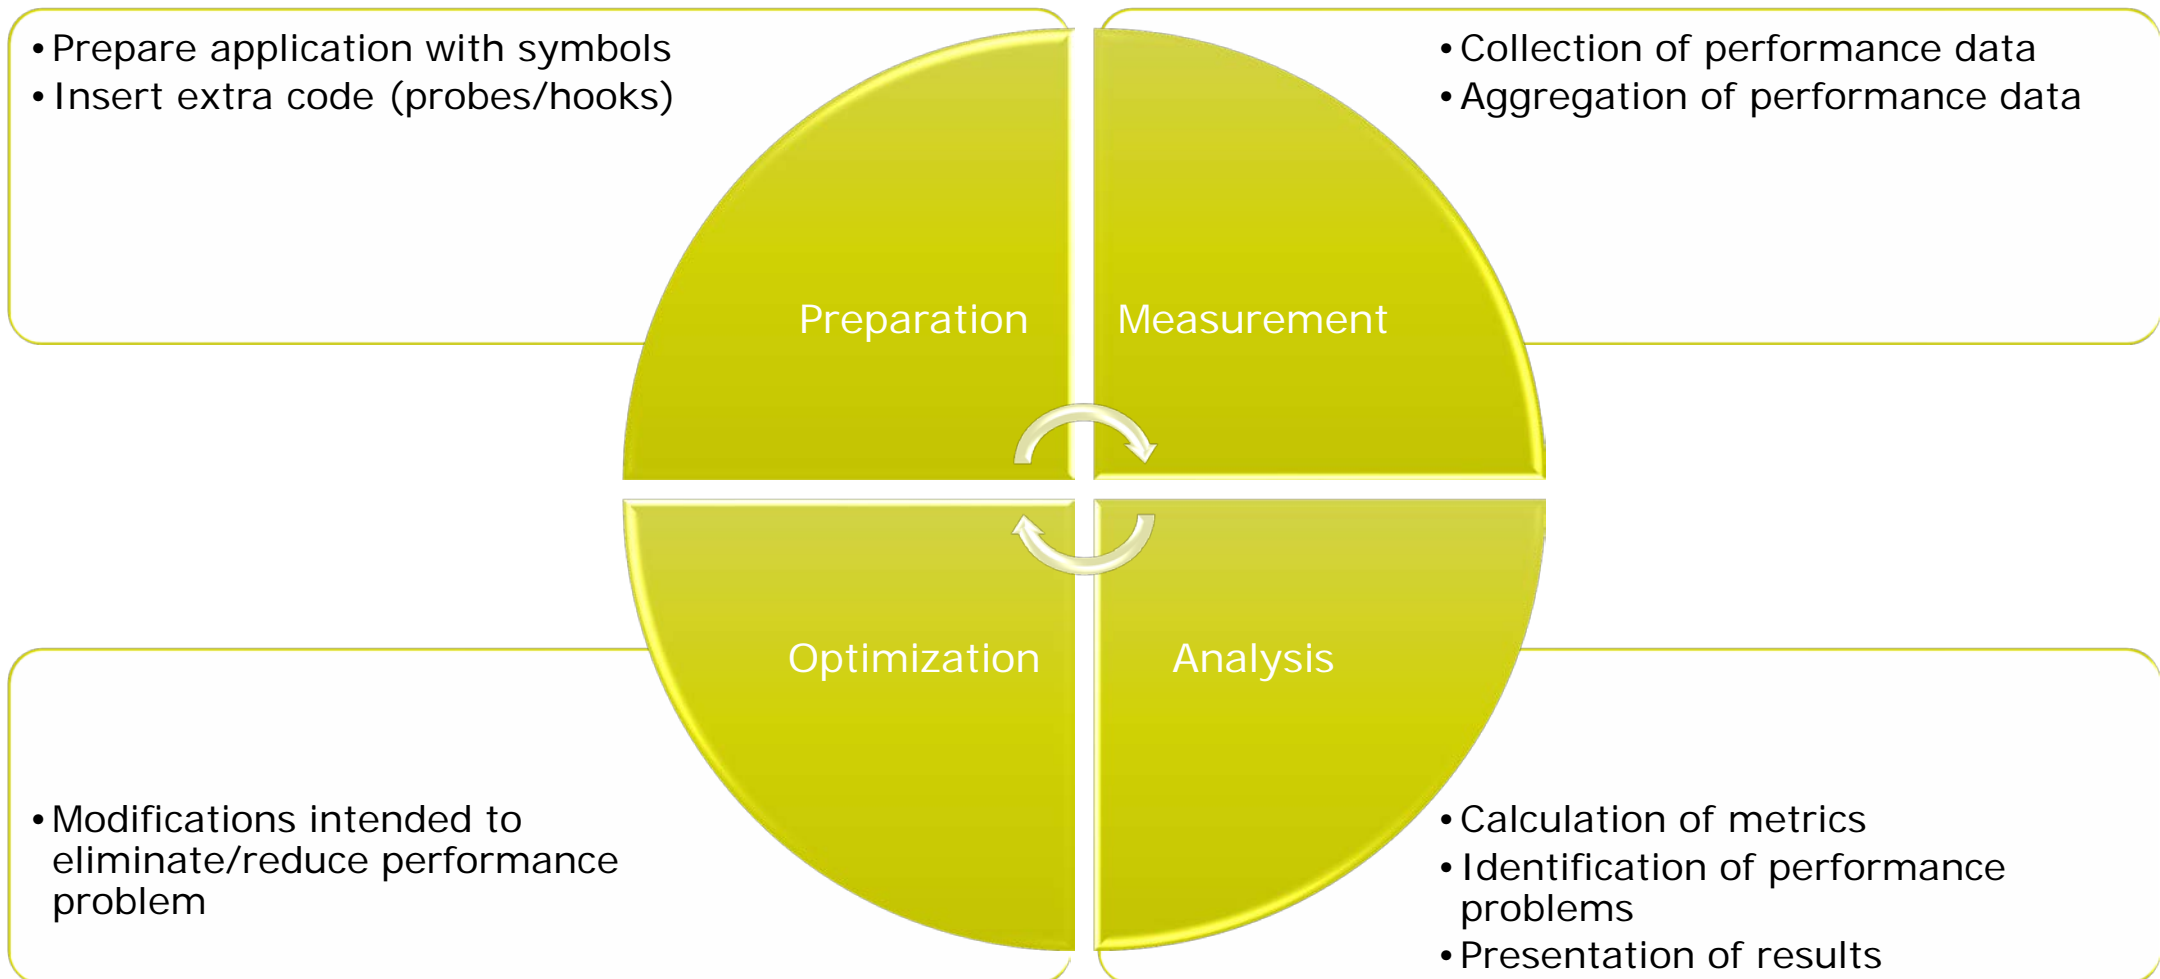 • Prepare application with symbols
• Insert extra code (probes/hooks)
• Collection of performance data
• Aggregation of performance data
Preparation
Measurement
Optimization
Analysis
• Modifications intended to
eliminate/reduce performance
problem
• Calculation of metrics
• Identification of performance
problems
• Presentation of results